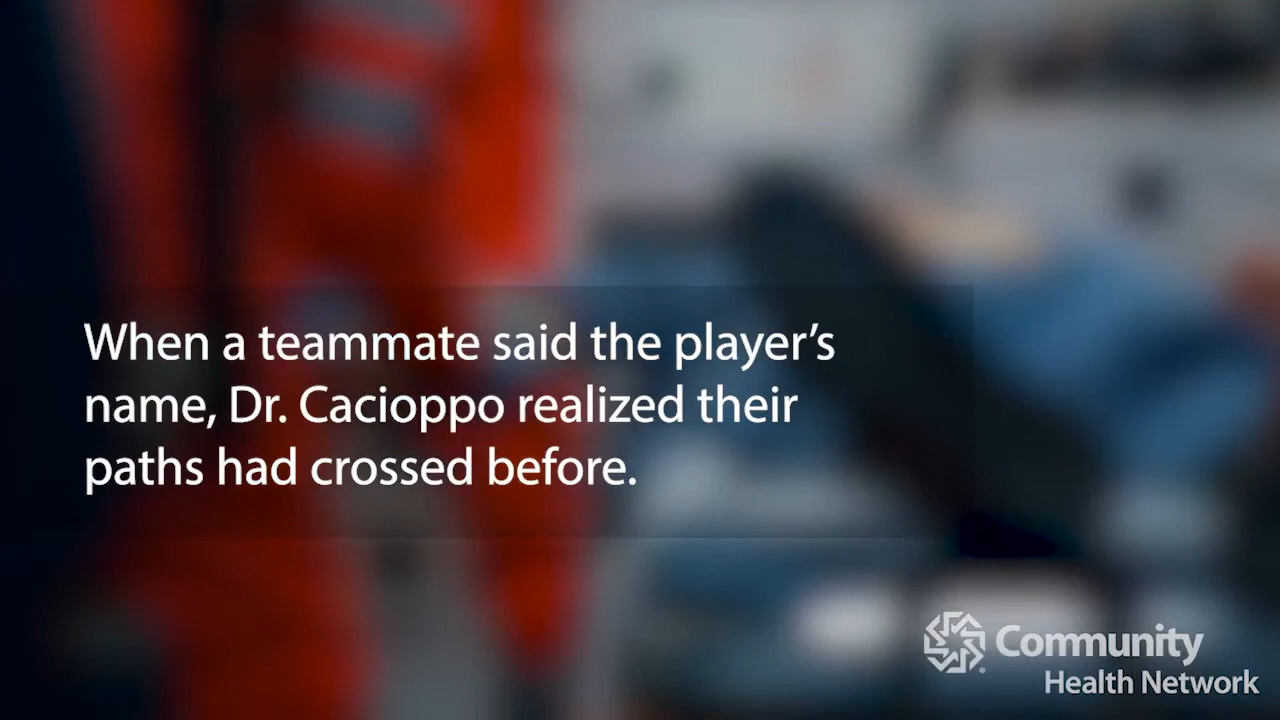 When a teammate said the player’s
name, Dr. Cacioppo realized their
paths had crossed before.
Community
Health Network